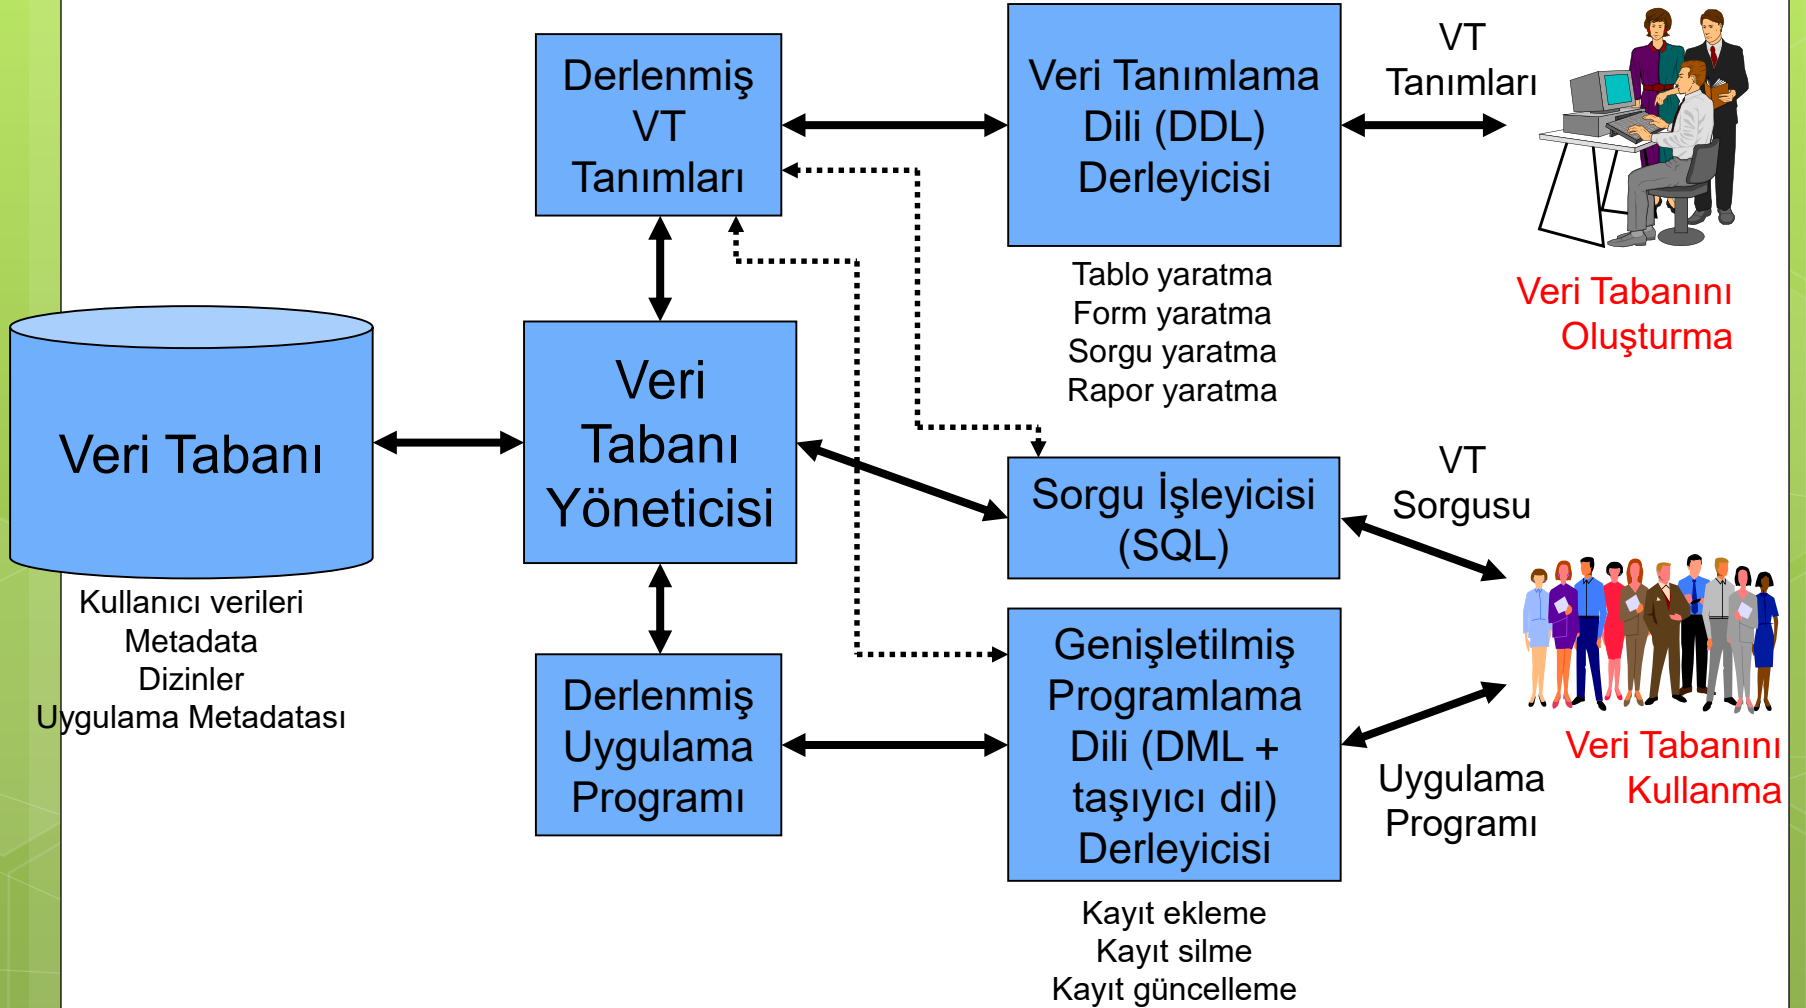 Derlenmiş
VT
Tanımları
Veri Tanımlama
Dili (DDL)
Derleyicisi
VT
Tanımları
Tablo yaratma
Form yaratma
Sorgu yaratma
Rapor yaratma
Veri Tabanını
Oluşturma
Veri Tabanı
Kullanıcı verileri
Metadata
Dizinler
Uygulama Metadatası
Veri
Tabanı
Yöneticisi
Sorgu İşleyicisi
(SQL)
VT
Sorgusu
Derlenmiş
Uygulama
Programı
Genişletilmiş
Programlama
Dili (DML +
taşıyıcı dil)
Derleyicisi
Uygulama
Programı
Veri Tabanını
Kullanma
Kayıt ekleme
Kayıt silme
Kayıt güncelleme